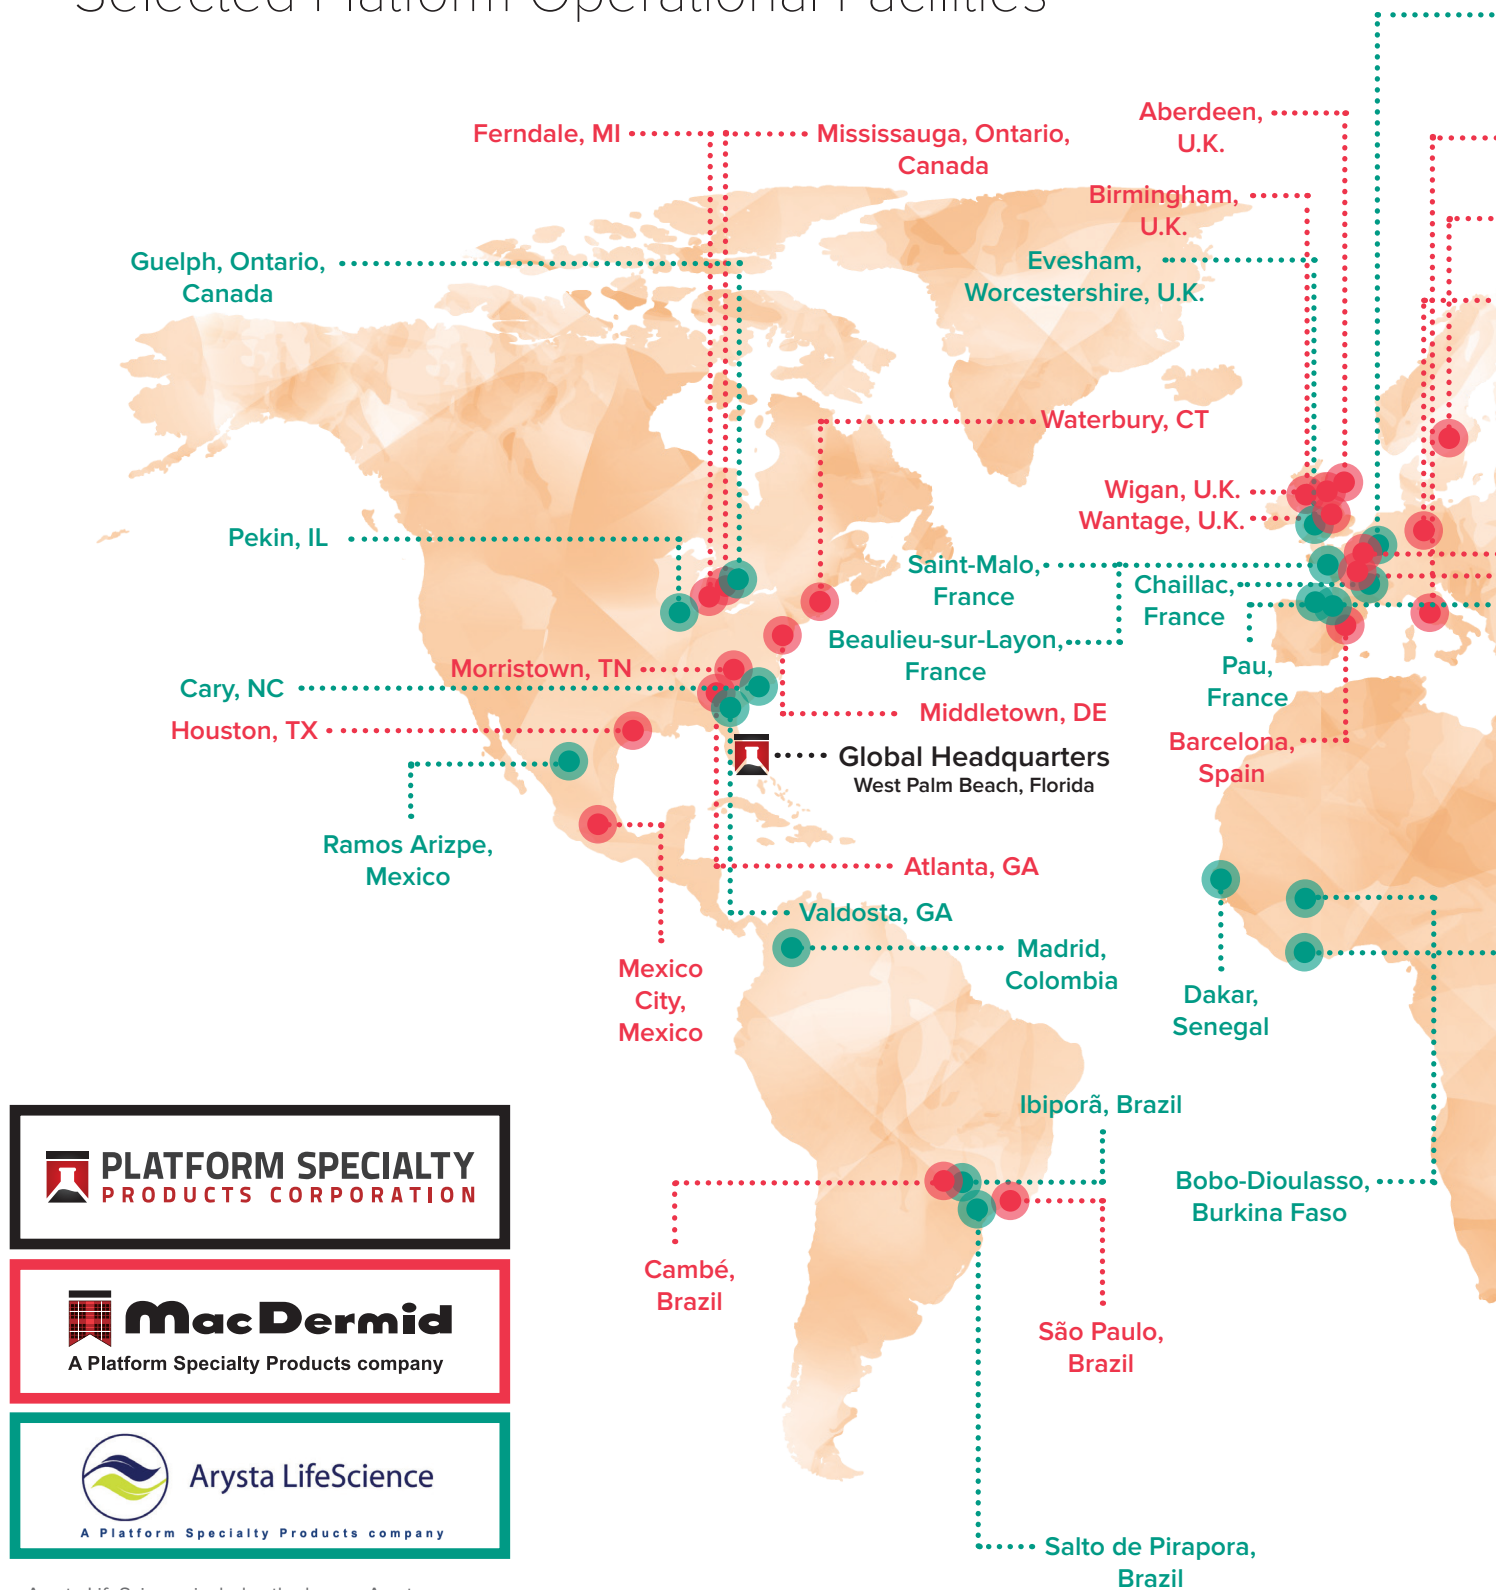 Selected Platform Operational Facilities
Aberdeen,
U.K.
Ferndale, MI
Mississauga, Ontario,
Canada
Birmingham,
U.K.
Guelph, Ontario,
Canada
Evesham,
Worcestershire, U.K.
Waterbury, CT
Wigan, U.K.
Wantage, U.K.
Pekin, IL
Saint-Malo,
France
Chaillac,
France
Beaulieu-sur-Layon,
France
Pau,
France
Morristown, TN
Cary, NC
Houston, TX
Middletown, DE
Barcelona,
Spain
Global Headquarters
West Palm Beach, Florida
Ramos Arizpe,
Mexico
Atlanta, GA
Valdosta, GA
Madrid,
Colombia
Mexico
City,
Mexico
Dakar,
Senegal
Ibiporã, Brazil
Bobo-Dioulasso,
Burkina Faso
Cambé,
Brazil
São Paulo,
Brazil
Salto de Pirapora,
Brazil
PLATFORM SPECIALTY
PRODUCTS CORPORATION
MacDermid
A Platform Specialty Products company
Arysta LifeScience
A Platform Specialty Products company